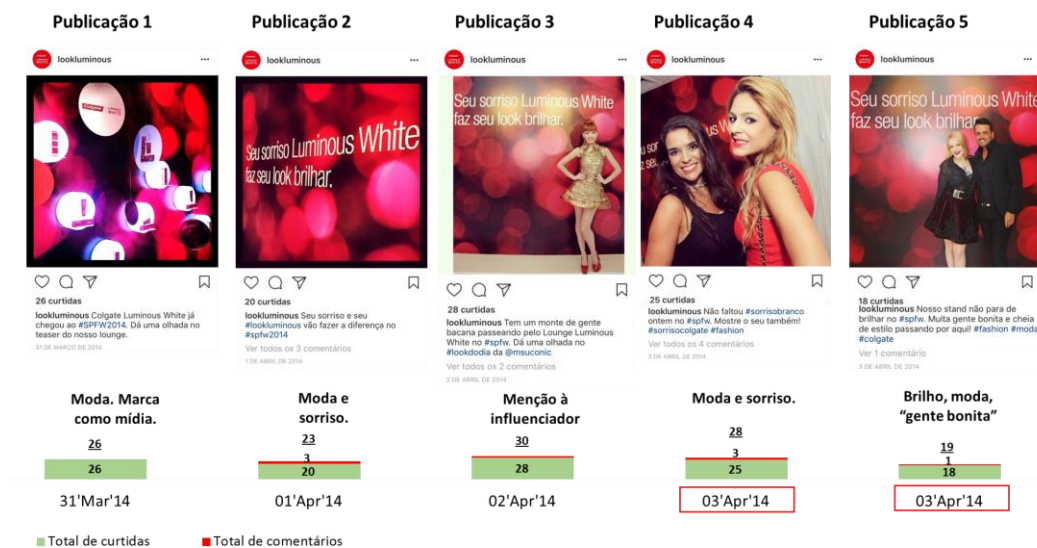 Publicação 1
Publicação 2
Publicação 3
Publicação 4
Publicação 5
lookluminous
Colgate
26 curtidas
lookluminous Colgate Luminous White já
chegou ao #SPFW2014. Dá uma olhada no
teaser do nosso lounge.
31 DE MARÇO DE 2014
lookluminous
Seu sorriso Luminous White
faz seu look brilhar.
20 curtidas
lookluminous Seu sorriso e seu
#lookluminous vão fazer a diferença no
#spfw2014
Ver todos os 3 comentários
1 DE ABRIL DE 2014
lookluminous
Seu sorriso Luminous White
faz seu look brilhar.
28 curtidas
lookluminous Tem um monte de gente
bacana passeando pelo Lounge Luminous
White no #spfw. Dá uma olhada no
#lookdodia da @msuconic
Ver todos os 2 comentários
2 DE ABRIL DE 2014
lookluminous
25 curtidas
lookluminous Não faltou #sorrisobranco
ontem no #spfw. Mostre o seu também!
#sorrisocolgate #fashion
Ver todos os 4 comentários
3 DE ABRIL DE 2014
lookluminous
Seu sorriso Luminous White
faz seu look brilhar.
18 curtidas
lookluminous Nosso stand não para de
brilhar no #spfw. Muita gente bonita e cheia
de estilo passando por aqui! #fashion #moda
#colgate
Ver 1 comentário
3 DE ABRIL DE 2014
Moda. Marca
como mídia.
Moda e
sorriso.
Menção à
influenciador
Moda e sorriso.
Brilho, moda,
“gente bonita”
26
26
23
3
20
30
28
28
3
25
19
1
18
31'Mar'14
01'Apr'14
02'Apr'14
03'Apr'14
03'Apr'14
Total de curtidas
Total de comentários